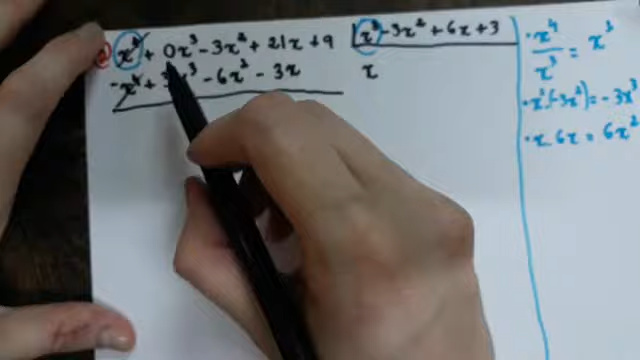 x⁴ + 0x³ - 3x² + 21x + 9
x³ - 3x² + 6x + 3
-x⁴ + 3x³ - 6x² - 3x
x
· x⁴/x³ = x³
· x³(-3x²) = -3x³
· x . 6x = 6x²